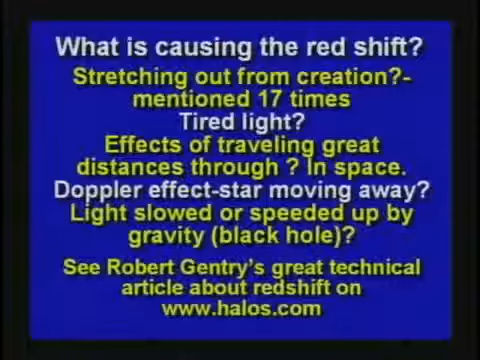 What is causing the red shift?
Stretching out from creation?-
mentioned 17 times
Tired light?
Effects of traveling great
distances through ? In space.
Doppler effect-star moving away?
Light slowed or speeded up by
gravity (black hole)?
See Robert Gentry's great technical
article about redshift on
www.halos.com